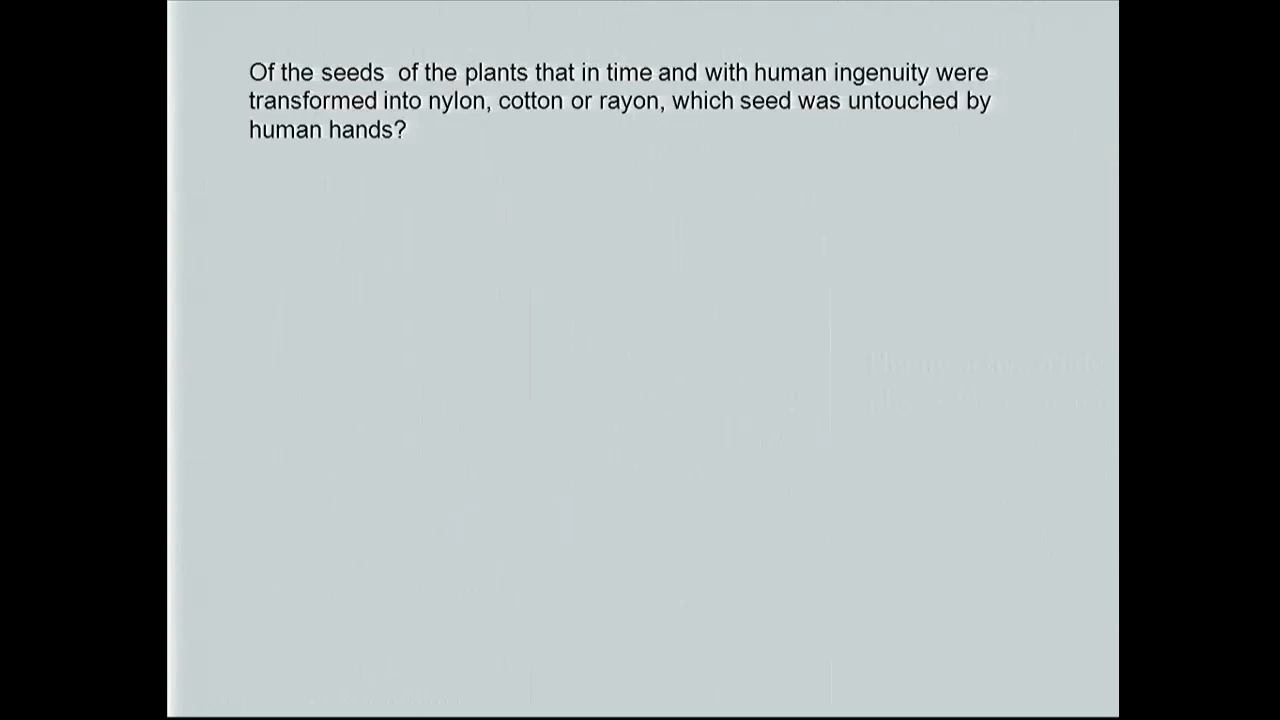 Of the seeds  of the plants that in time and with human ingenuity were
transformed into nylon, cotton or rayon, which seed was untouched by
human hands?